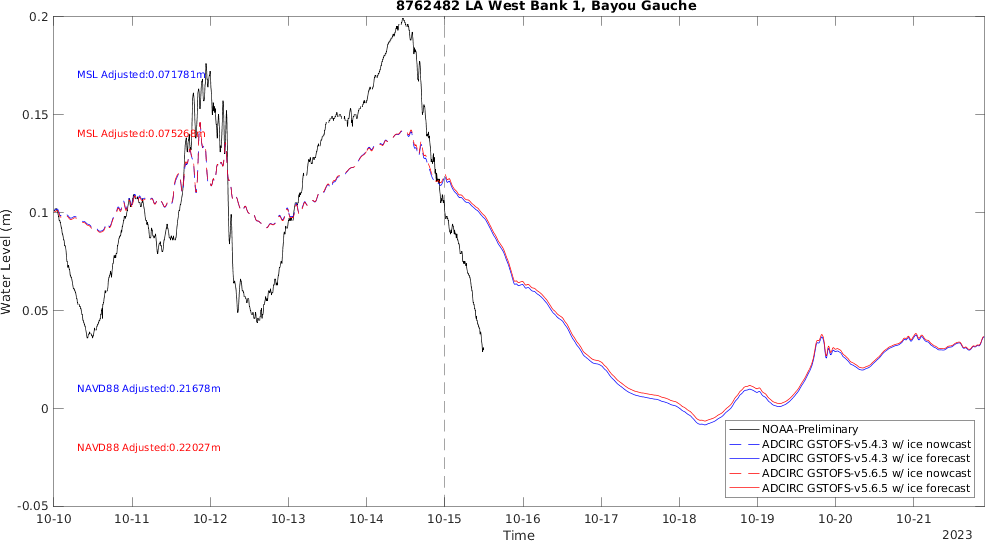 8762482 LA West Bank 1, Bayou Gauche
0.2
0.15
0.1
0.05
0
-0.05
Water Level (m)
MSL Adjusted:0.071781m
MSL Adjusted:0.075268m
NAVD88 Adjusted:0.21678m
NAVD88 Adjusted:0.22027m
NOAA-Preliminary
ADCIRC GSTOFS-v5.4.3 w/ ice nowcast
ADCIRC GSTOFS-v5.4.3 w/ ice forecast
ADCIRC GSTOFS-v5.6.5 w/ ice nowcast
ADCIRC GSTOFS-v5.6.5 w/ ice forecast
10-10 10-11 10-12 10-13 10-14 10-15 10-16 10-17 10-18 10-19 10-20 10-21
Time
2023